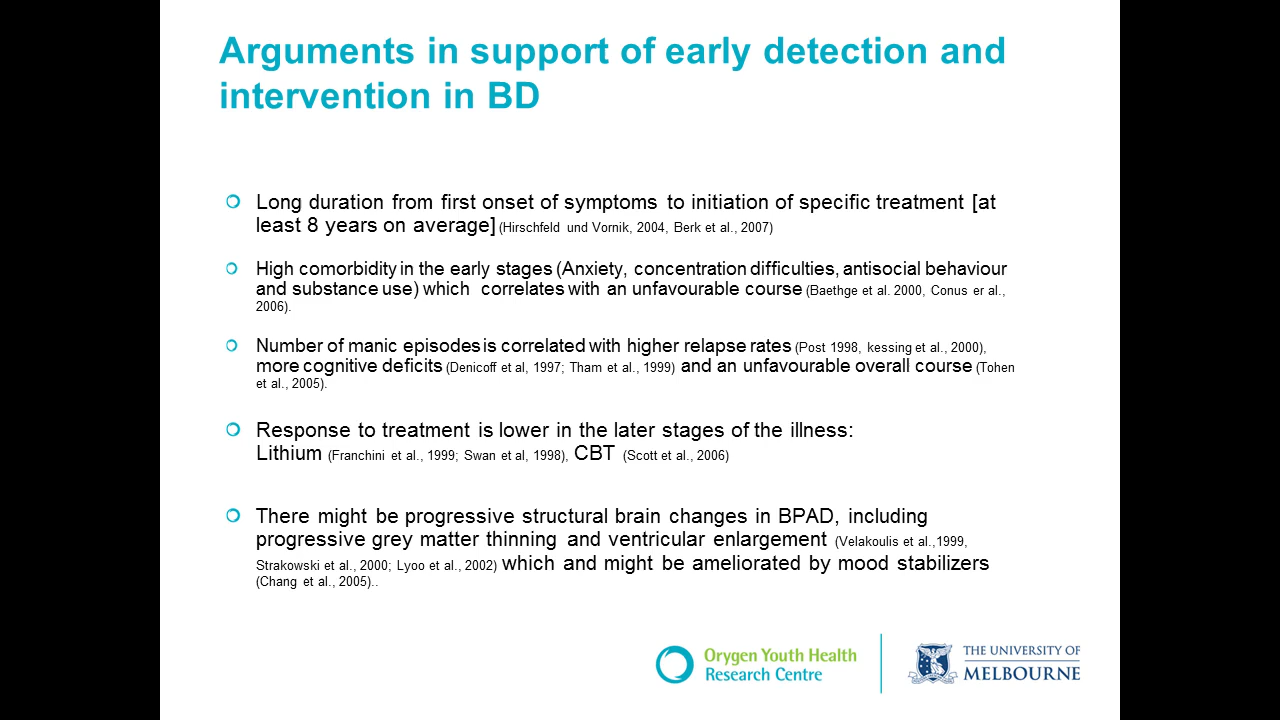 Arguments in support of early detection and
intervention in BD
Long duration from first onset of symptoms to initiation of specific treatment [at
least 8 years on average] (Hirschfeld und Vornik, 2004, Berk et al., 2007)
High comorbidity in the early stages (Anxiety, concentration difficulties, antisocial behaviour
and substance use) which correlates with an unfavourable course (Baethge et al. 2000, Conus er al.,
2006).
Number of manic episodes is correlated with higher relapse rates (Post 1998, kessing et al., 2000),
more cognitive deficits (Denicoff et al, 1997; Tham et al., 1999) and an unfavourable overall course (Tohen
et al., 2005).
Response to treatment is lower in the later stages of the illness:
Lithium (Franchini et al., 1999; Swan et al, 1998), CBT (Scott et al., 2006)
There might be progressive structural brain changes in BPAD, including
progressive grey matter thinning and ventricular enlargement (Velakoulis et al.,1999,
Strakowski et al., 2000; Lyoo et al., 2002) which and might be ameliorated by mood stabilizers
(Chang et al., 2005)..
Orygen Youth Health
Research Centre
THE UNIVERSITY OF
MELBOURNE